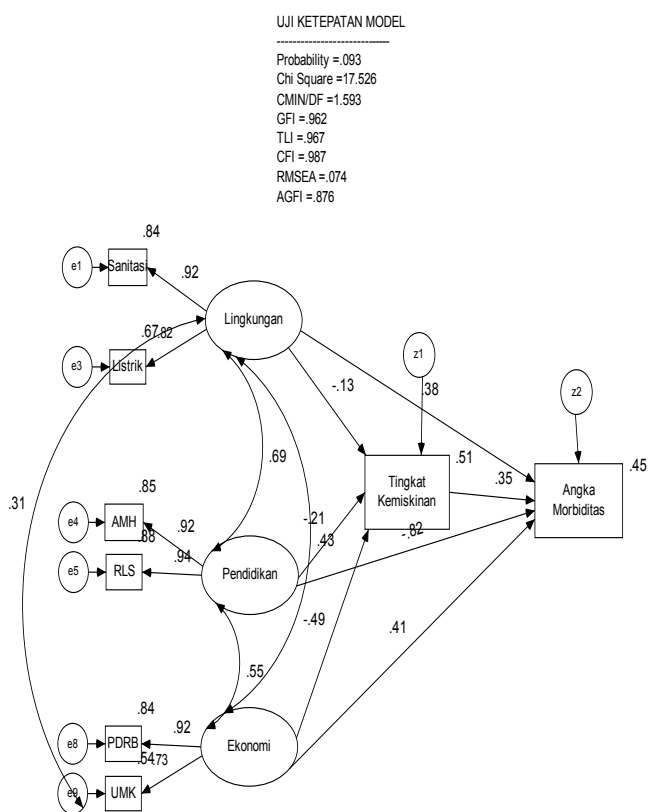 UJI KETEPATAN MODEL
-----------------------------
Probability =.093
Chi Square =17.526
CMIN/DF =1.593
GFI =.962
TLI =.967
CFI =.987
RMSEA =.074
AGFI =.876
.84
e1
Sanitasi
.92
Lingkungan
.67
.82
e3
Listrik
z1
-.13
.38
z2
.69
.31
Tingkat
Kemiskinan
.51
.35
Angka
Morbiditas
.45
.85
e4
AMH
.92
.88
-.21
.43
-.82
e5
RLS
.94
Pendidikan
-.49
.41
.55
.84
e8
PDRB
.92
Ekonomi
.54
.73
e9
UMK